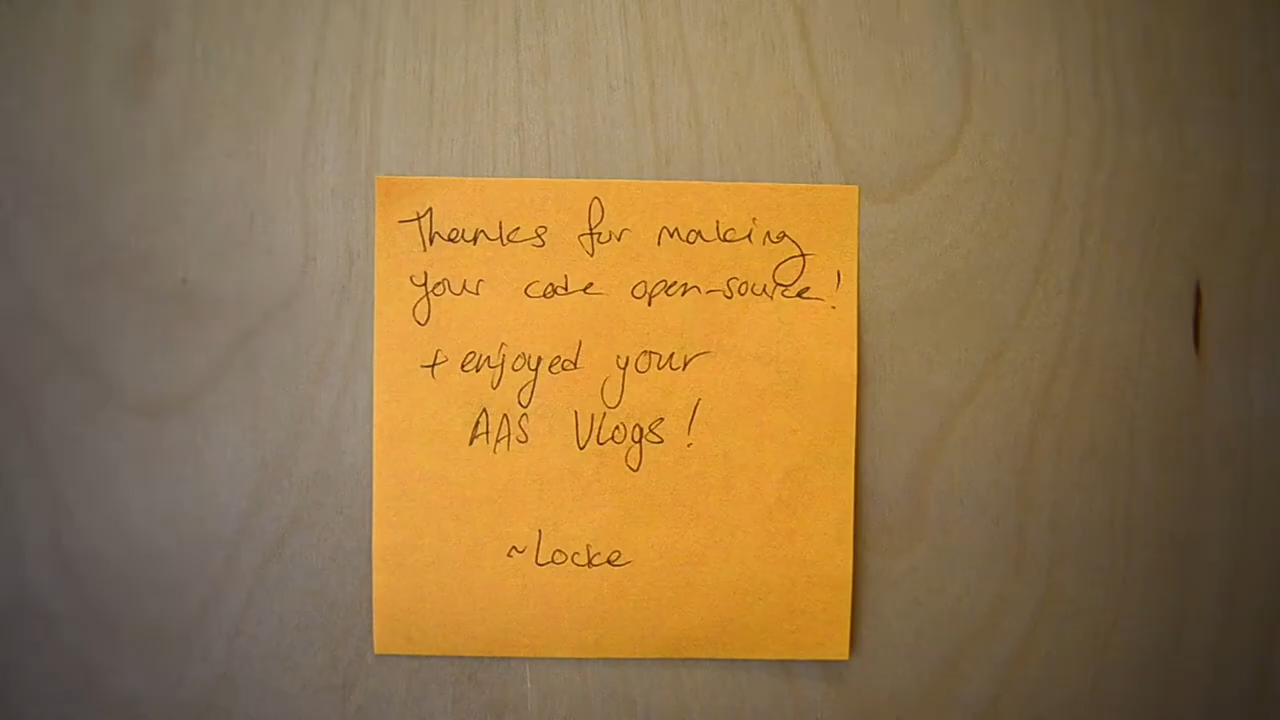 Thanks for making
your code open-source!
+ enjoyed your
AAS Vlogs!
~Locke